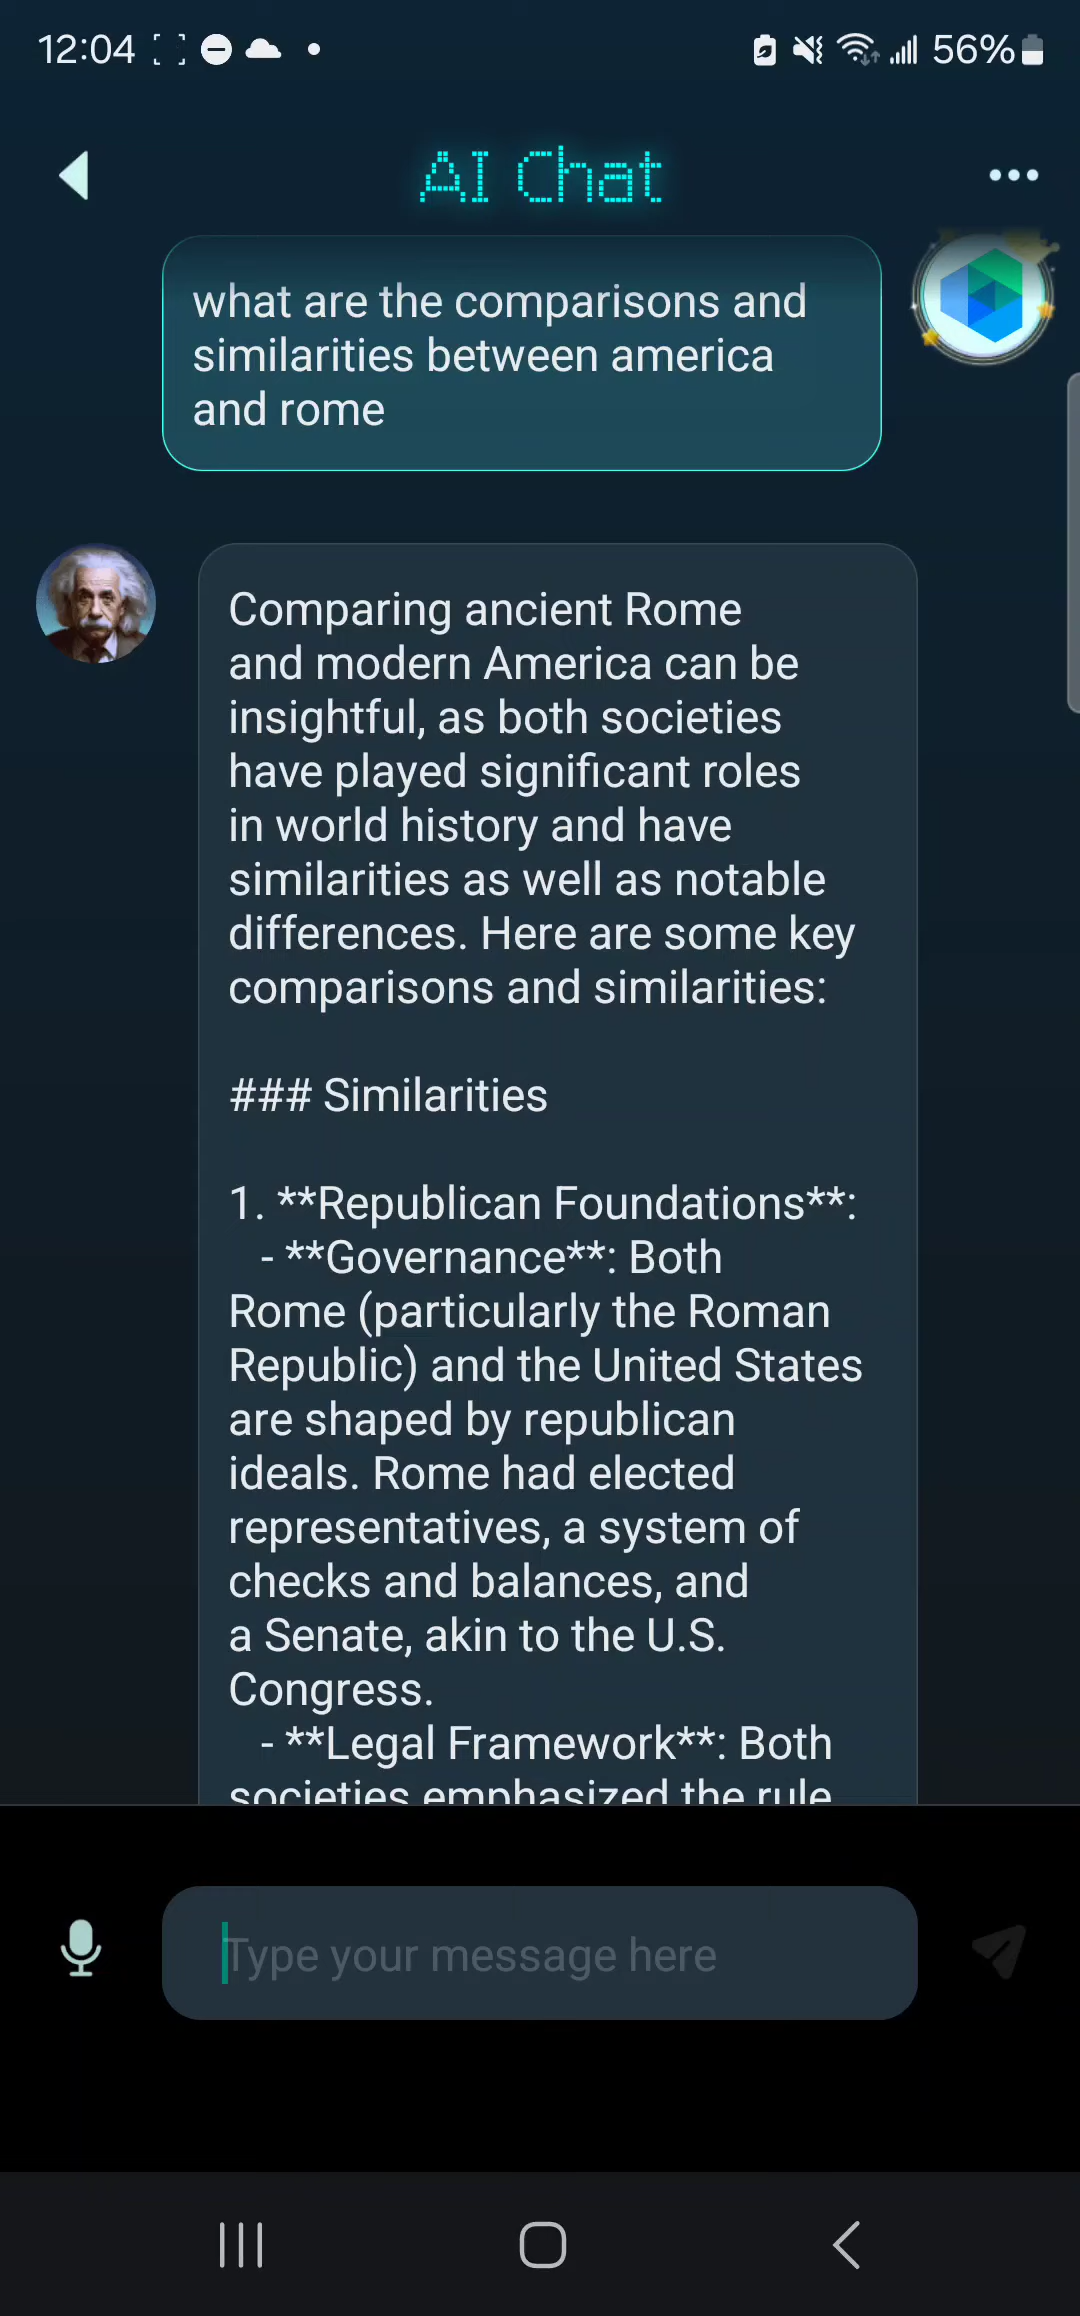 12:04
56%
AI Chat
what are the comparisons and
similarities between america
and rome
Comparing ancient Rome
and modern America can be
insightful, as both societies
have played significant roles
in world history and have
similarities as well as notable
differences. Here are some key
comparisons and similarities:
### Similarities
1. **Republican Foundations**:
- **Governance**: Both
Rome (particularly the Roman
Republic) and the United States
are shaped by republican
ideals. Rome had elected
representatives, a system of
checks and balances, and
a Senate, akin to the U.S.
Congress.
- **Legal Framework**: Both
societies emphasized the rule
Type your message here